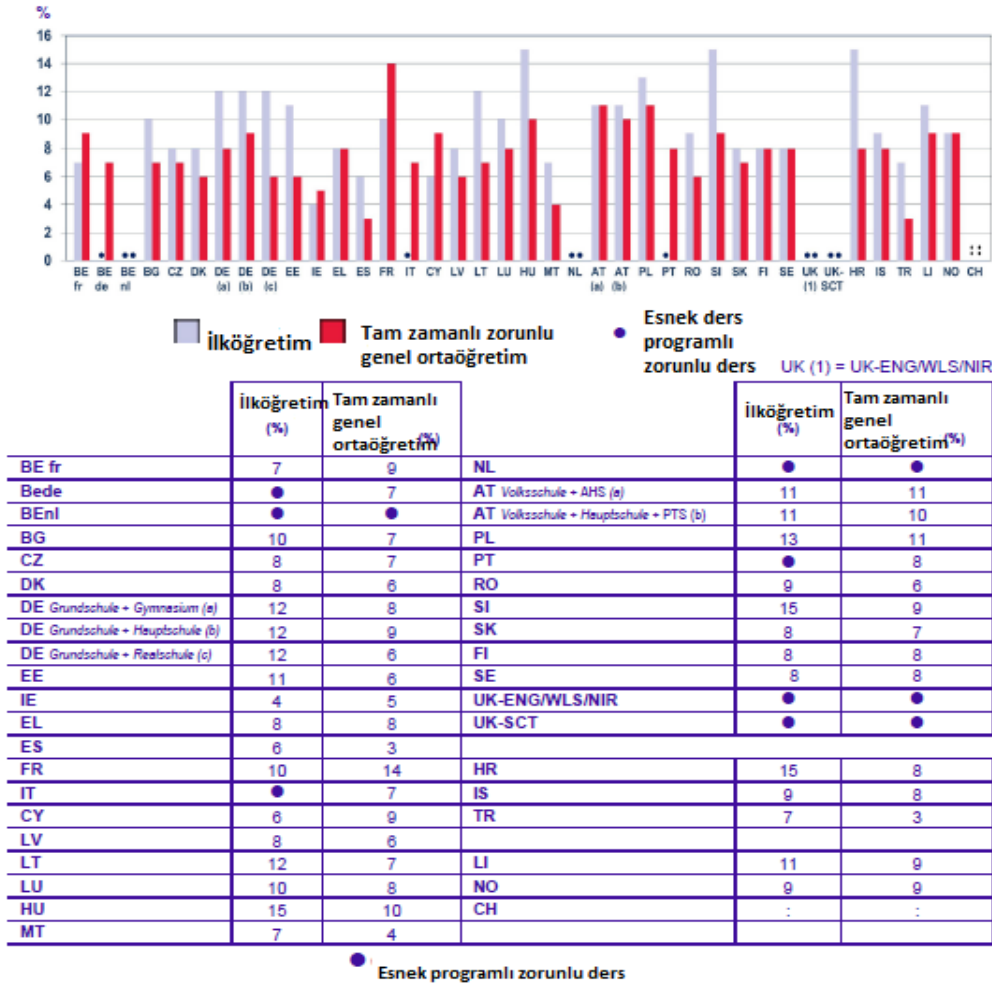 %
16
14
12
10
8
6
4
2
0
BE fr BE de BE nl BG CZ DK DE (a) DE (b) DE (c) EE IE EL ES FR IT CY LV LT LU HU MT NL AT (a) AT (b) PL PT RO SI SK FI SE UK (1) UK-SCT HR IS TR LI NO CH
İlköğretim
Tam zamanlı zorunlu
genel ortaöğretim
● Esnek ders
programlı
zorunlu ders
UK (1) = UK-ENG/WLS/NIR
İlköğretim (%) Tam zamanlı genel ortaöğretim (%) İlköğretim (%) Tam zamanlı genel ortaöğretim (%)
BE fr 7 9 NL ● ●
Bede ● 7 AT Volksschule + AHS (a) 11 11
BEnl ● ● AT Volksschule + Hauptschule + PTS (b) 11 10
BG 10 7 PL 13 11
CZ 8 7 PT ● 8
DK 8 6 RO 9 6
DE Grundschule + Gymnasium (a) 12 8 SI 15 9
DE Grundschule + Hauptschule (b) 12 9 SK 8 7
DE Grundschule + Realschule (c) 12 6 FI 8 8
EE 11 6 SE 8 8
IE 4 5 UK-ENG/WLS/NIR ● ●
EL 8 8 UK-SCT ● ●
ES 6 3
FR 10 14 HR 15 8
IT ● 7 IS 9 8
CY 6 9 TR 7 3
LV 8 6
LT 12 7 LI 11 9
LU 10 8 NO 9 9
HU 15 10 CH : :
MT 7 4
● Esnek programlı zorunlu ders